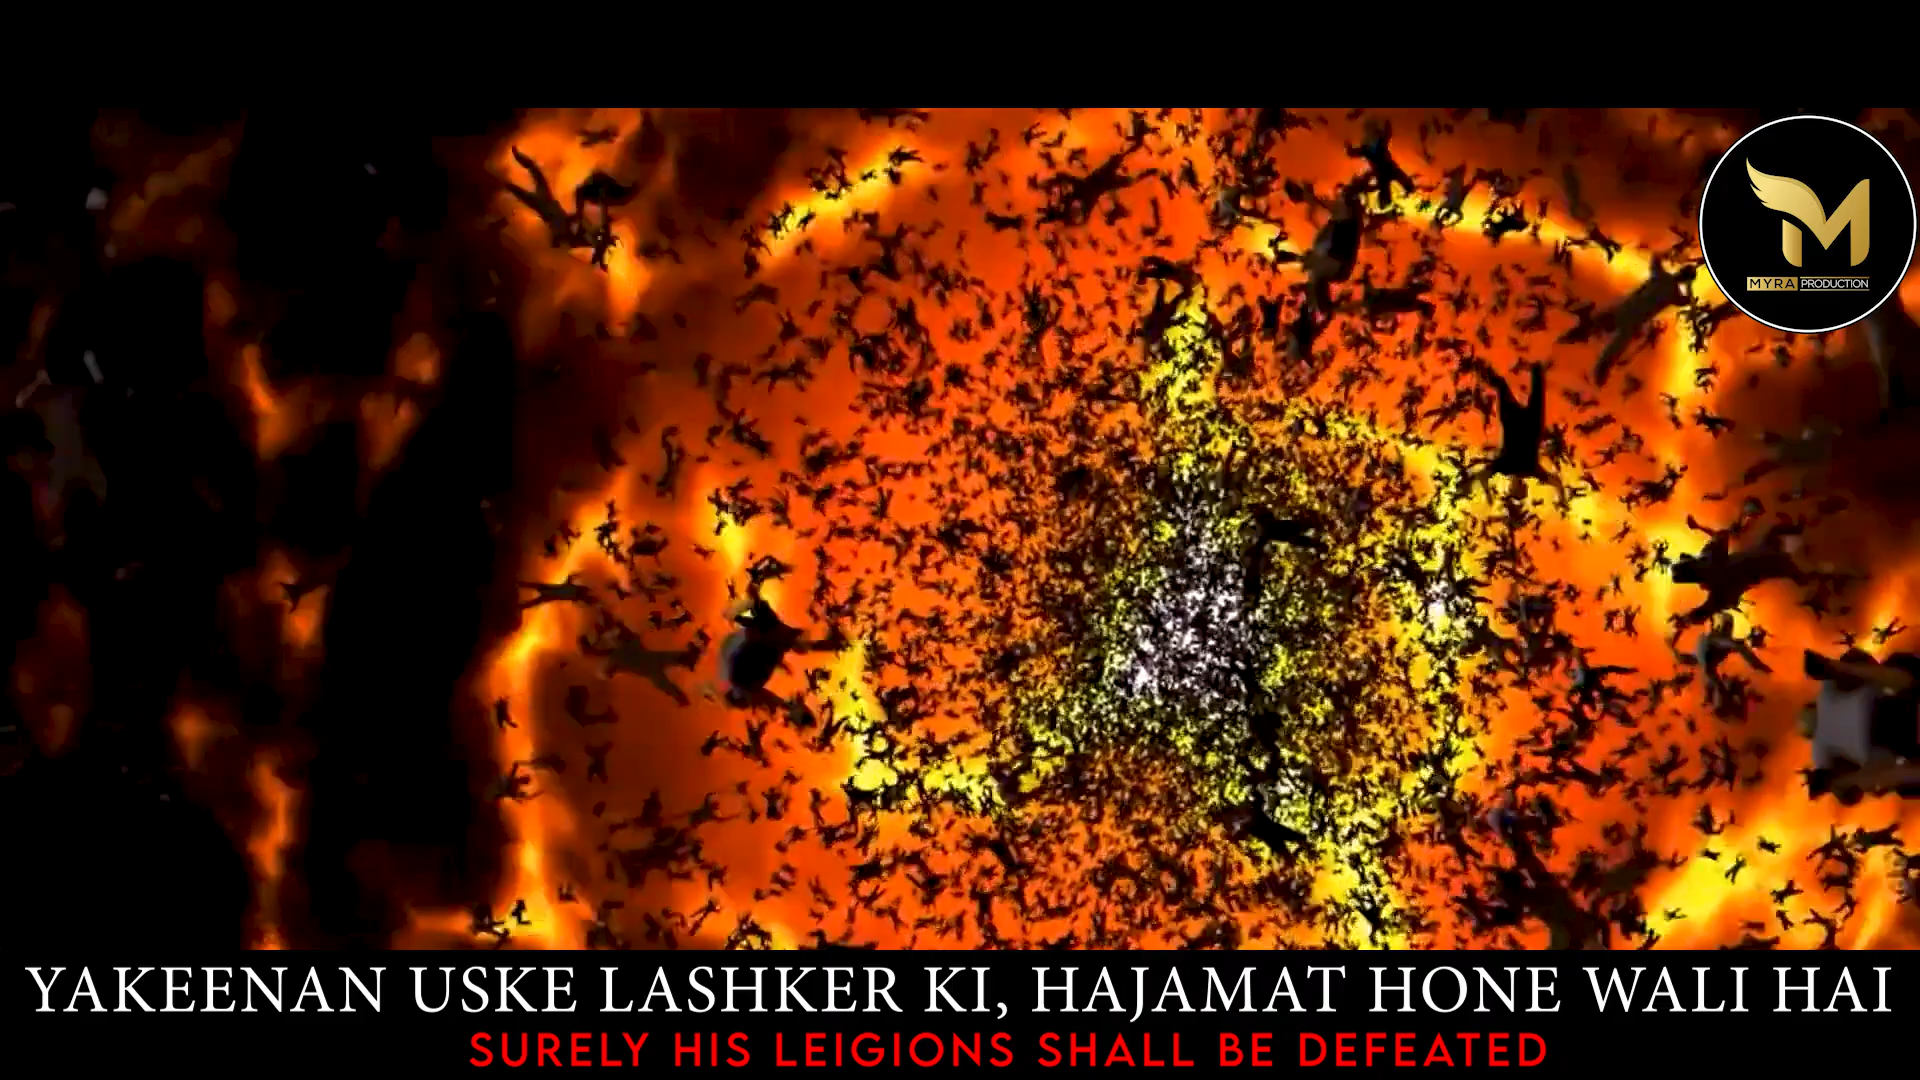 MYRA PRODUCTION
YAKEENAN USKE LASHKER KI, HAJAMAT HONE WALI HAI
SURELY HIS LEIGIONS SHALL BE DEFEATED